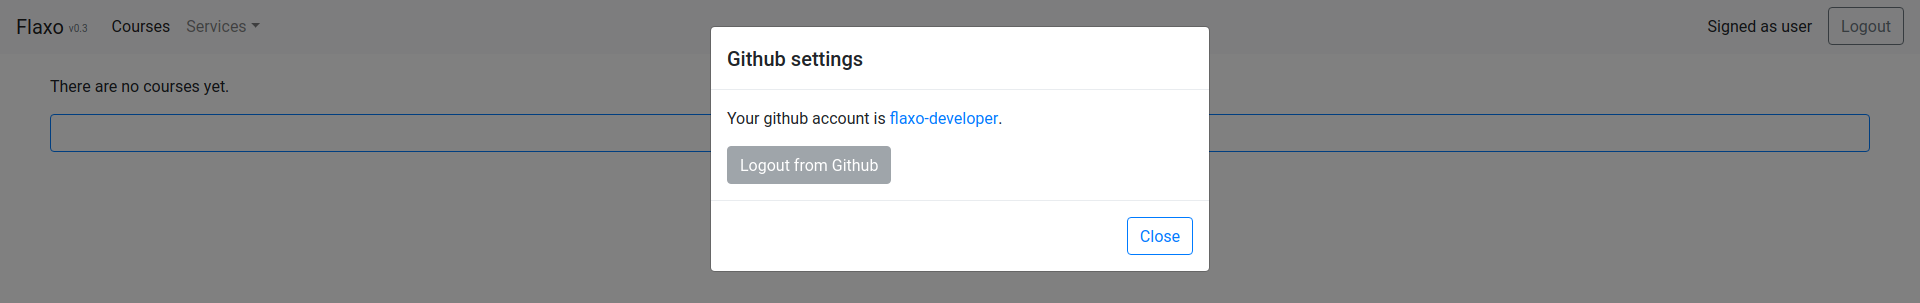 Flaxo v0.3 Courses Services Signed as user Logout
There are no courses yet.
Github settings
Your github account is flaxo-developer.
Logout from Github
Close